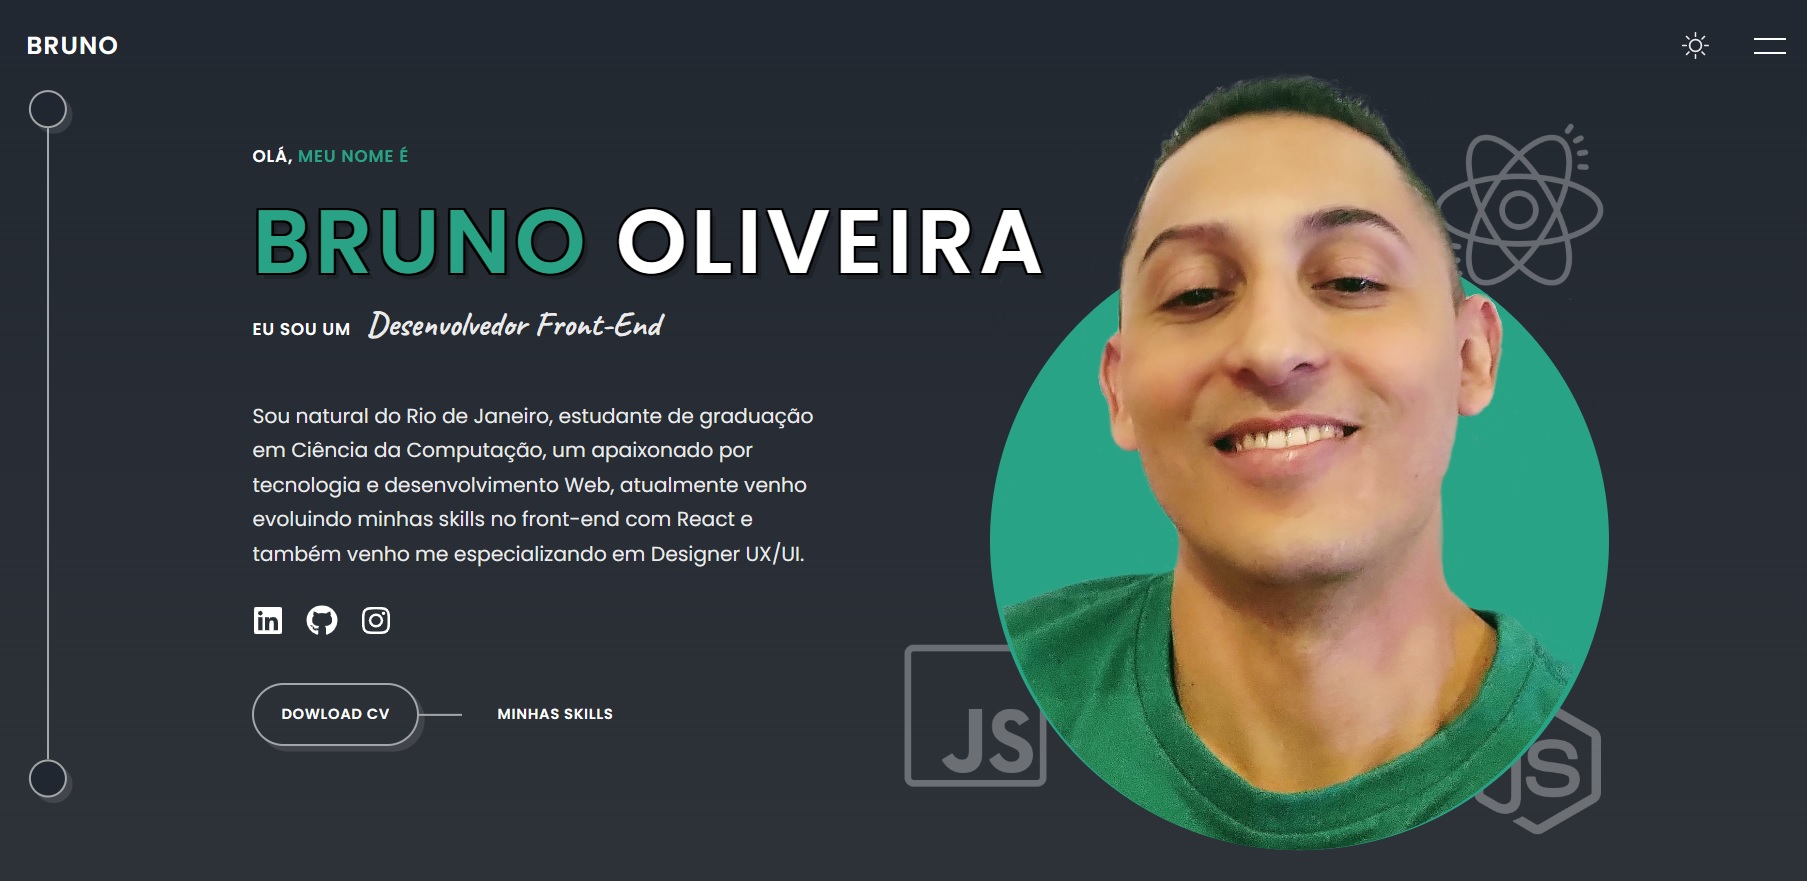 BRUNO
OLÁ, MEU NOME É
BRUNO OLIVEIRA
EU SOU UM Desenvolvedor Front-End
Sou natural do Rio de Janeiro, estudante de graduação
em Ciência da Computação, um apaixonado por
tecnologia e desenvolvimento Web, atualmente venho
evoluindo minhas skills no front-end com React e
também venho me especializando em Designer UX/UI.
in
DOWLOAD CV
MINHAS SKILLS
JS
JS